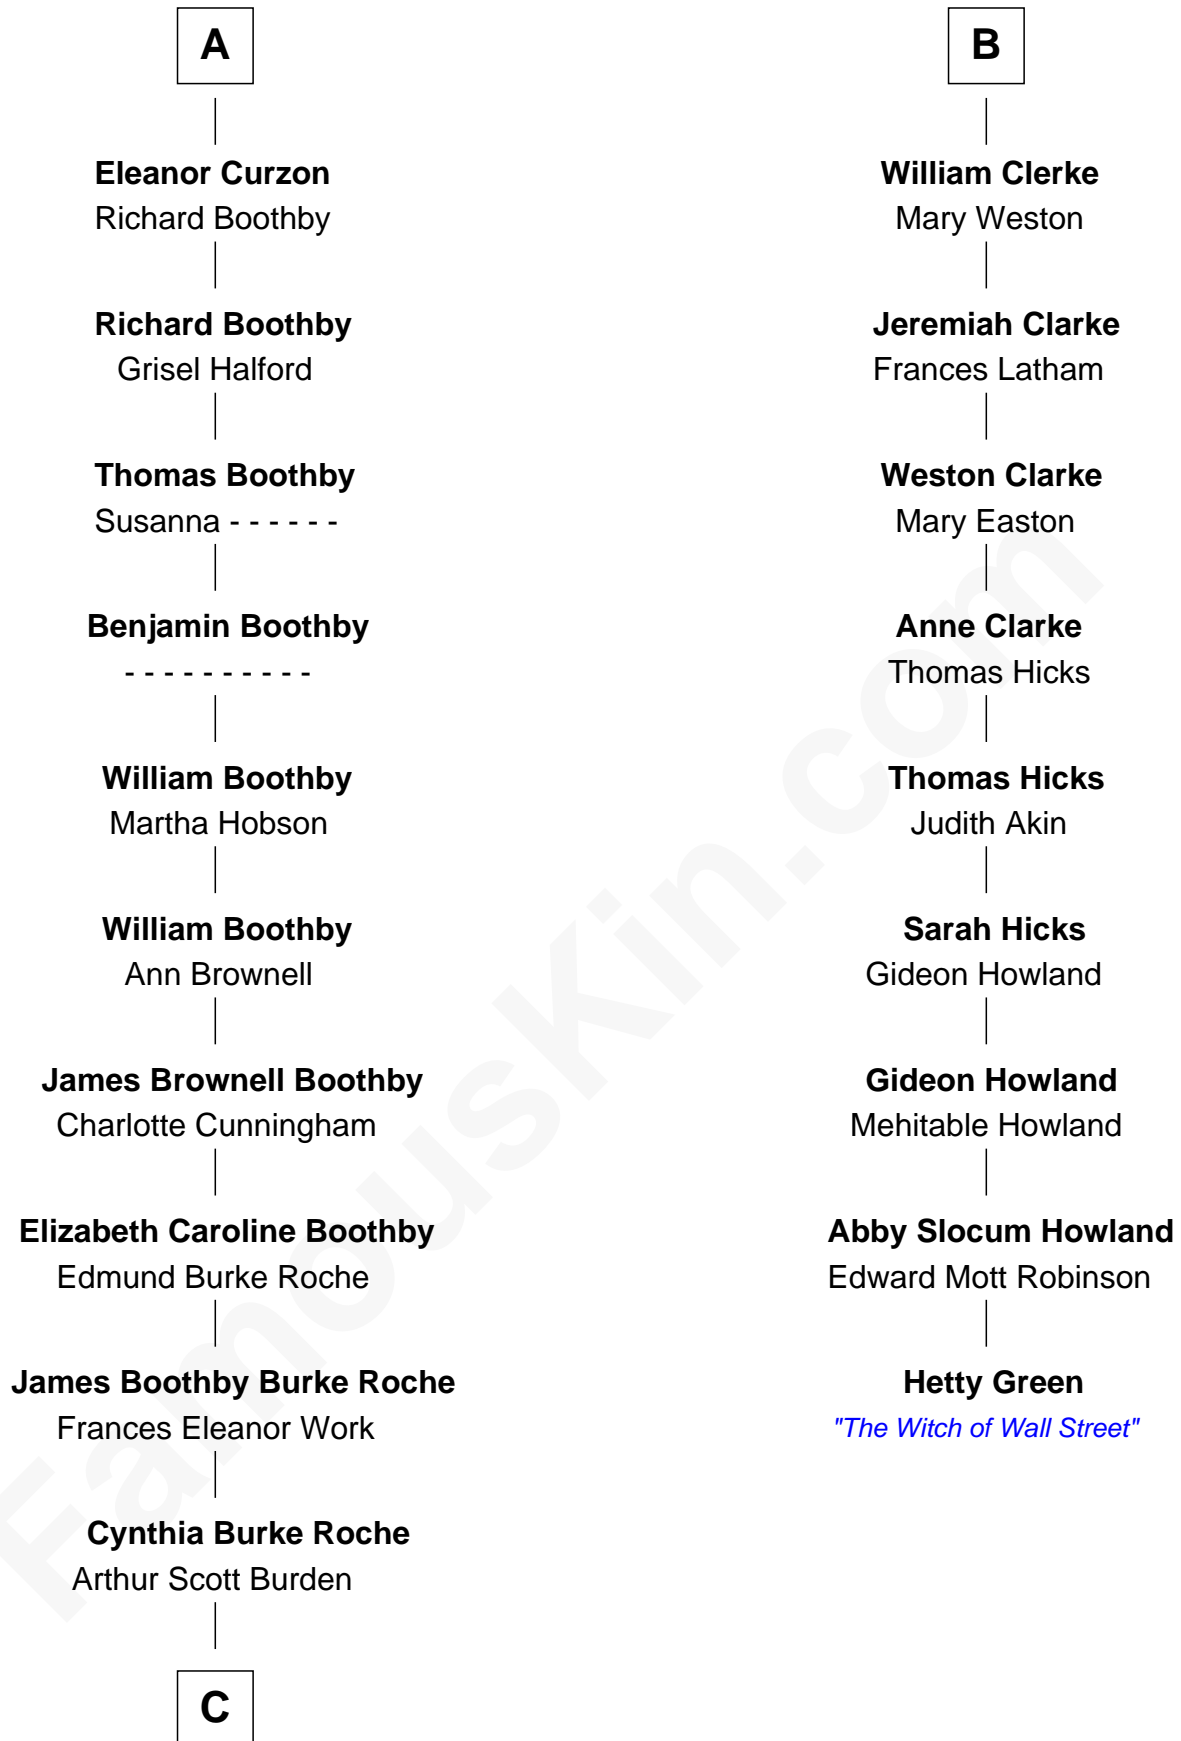 A
Eleanor Curzon
Richard Boothby
Richard Boothby
Grisel Halford
Thomas Boothby
Susanna - - - - - -
Benjamin Boothby
- - - - - - - - - -
William Boothby
Martha Hobson
William Boothby
Ann Brownell
James Brownell Boothby
Charlotte Cunningham
Elizabeth Caroline Boothby
Edmund Burke Roche
James Boothby Burke Roche
Frances Eleanor Work
Cynthia Burke Roche
Arthur Scott Burden
C
B
William Clerke
Mary Weston
Jeremiah Clarke
Frances Latham
Weston Clarke
Mary Easton
Anne Clarke
Thomas Hicks
Thomas Hicks
Judith Akin
Sarah Hicks
Gideon Howland
Gideon Howland
Mehitable Howland
Abby Slocum Howland
Edward Mott Robinson
Hetty Green
"The Witch of Wall Street"
FamousKin.com